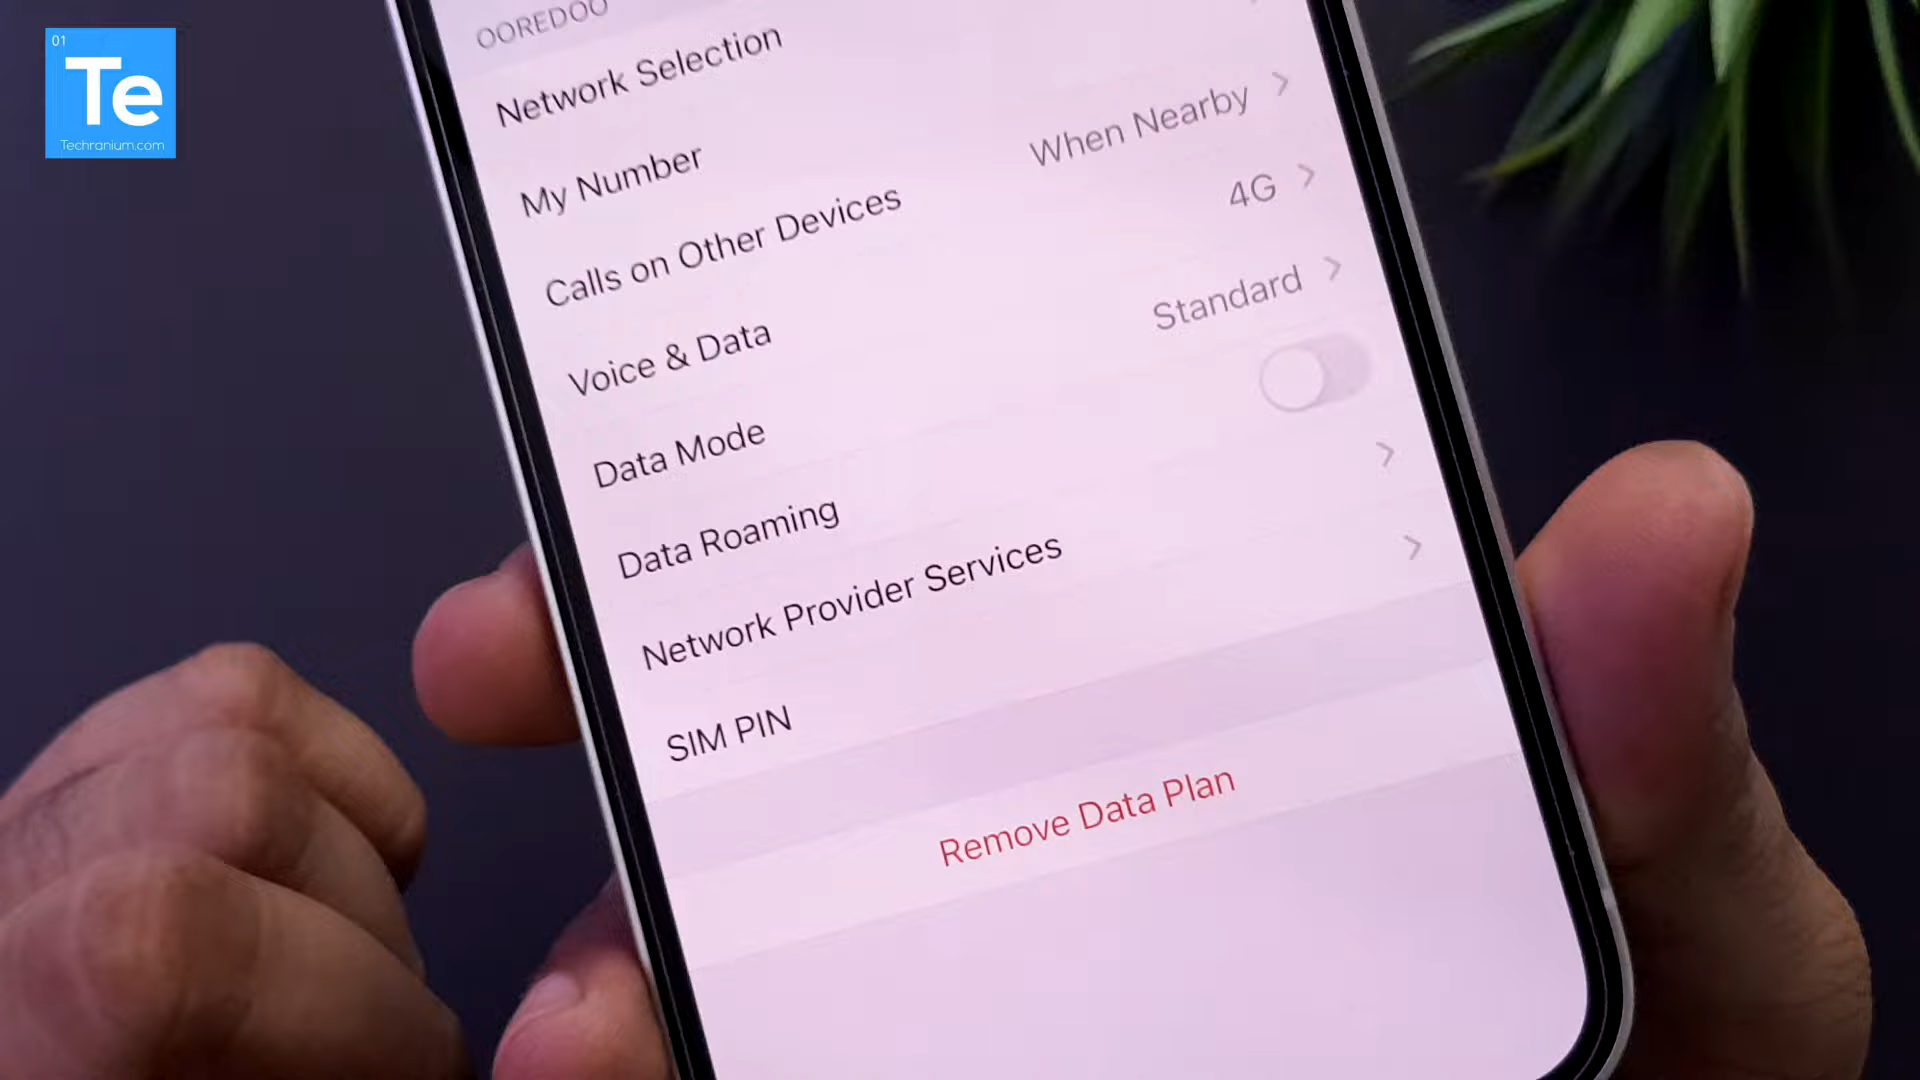 01
Te
Techranium.com
OOREDOO
Network Selection
My Number
Calls on Other Devices When Nearby
Voice & Data 4G
Data Mode Standard
Data Roaming
Network Provider Services
SIM PIN
Remove Data Plan